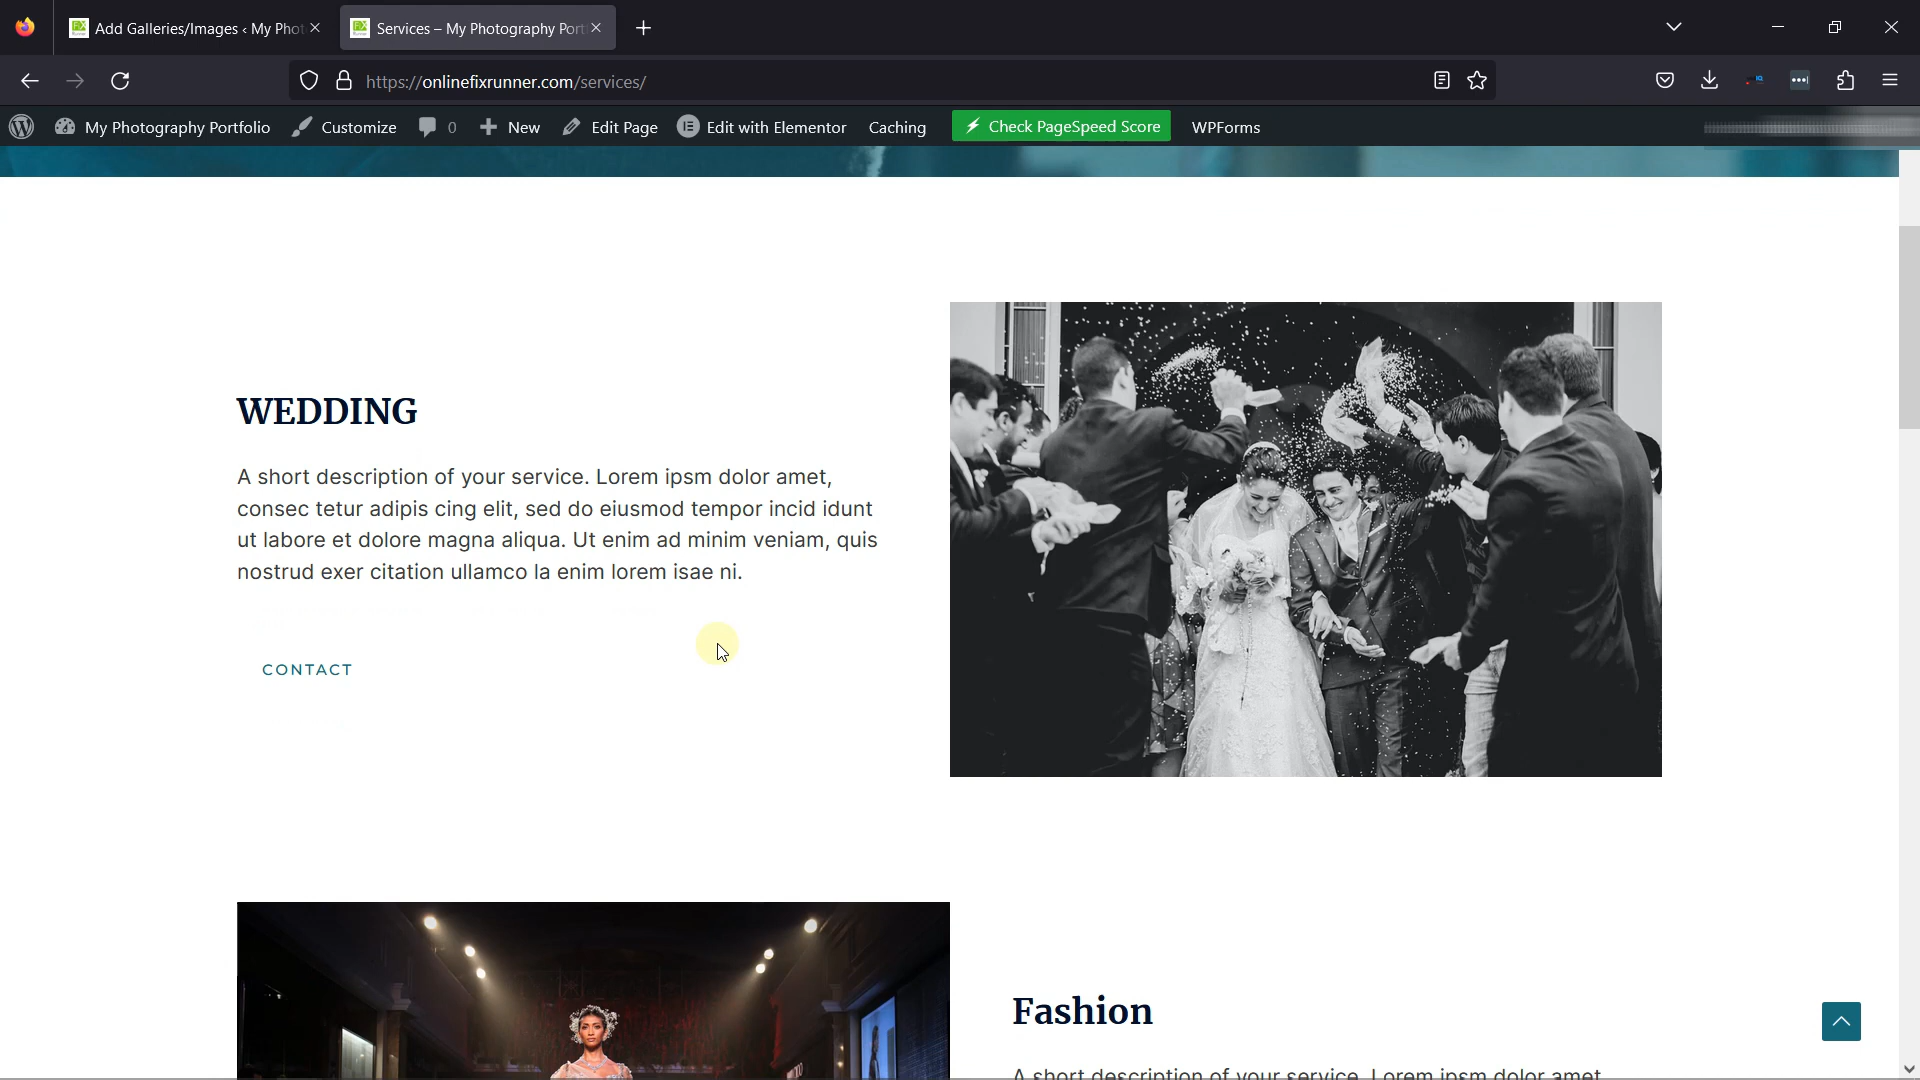 Add Galleries/Images ‹ My Phot
Services – My Photography Port
https://onlinefixrunner.com/services/
My Photography Portfolio
Customize
0
New
Edit Page
Edit with Elementor
Caching
Check PageSpeed Score
WPForms
WEDDING
A short description of your service. Lorem ipsm dolor amet,
consec tetur adipis cing elit, sed do eiusmod tempor incid idunt
ut labore et dolore magna aliqua. Ut enim ad minim veniam, quis
nostrud exer citation ullamco la enim lorem isae ni.
CONTACT
Fashion
A short description of your service. Lorem ipsm dolor amet,